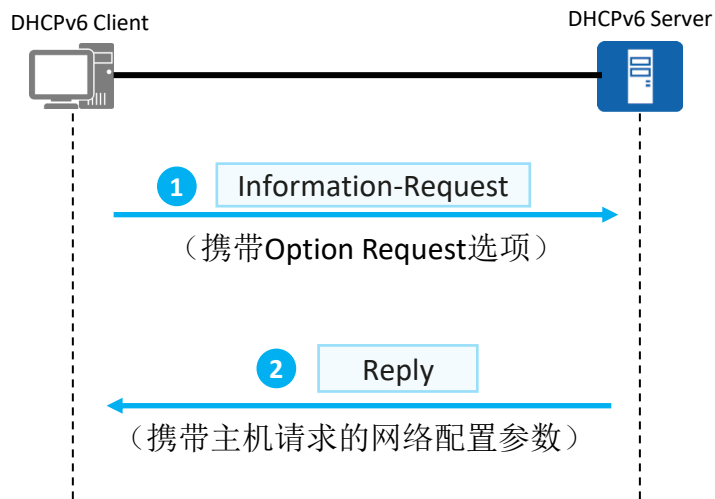 DHCPv6 Client
DHCPv6 Server
1 Information-Request
（携带Option Request选项）
2 Reply
（携带主机请求的网络配置参数）